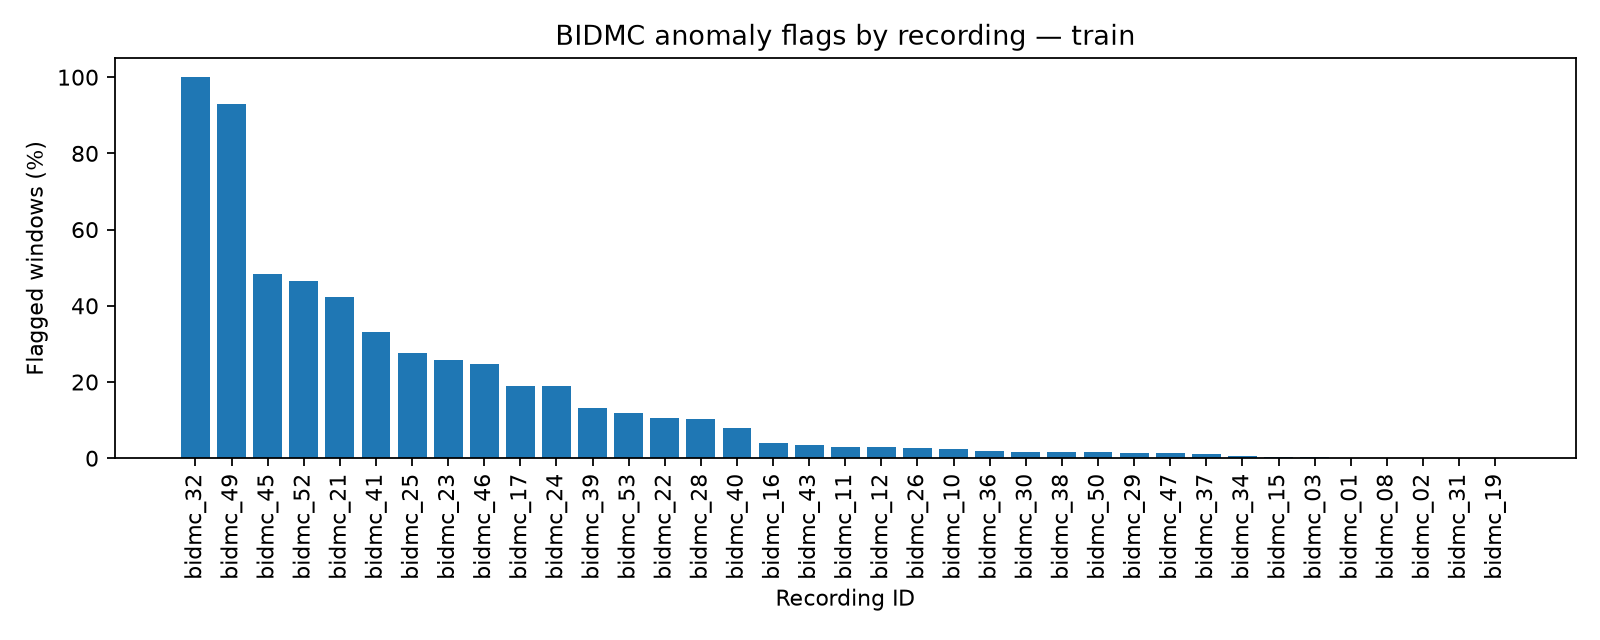 BIDMC anomaly flags by recording — train
Flagged windows (%)
100
80
60
40
20
0
bidmc_32
bidmc_49
bidmc_45
bidmc_52
bidmc_21
bidmc_41
bidmc_25
bidmc_23
bidmc_46
bidmc_17
bidmc_24
bidmc_39
bidmc_53
bidmc_22
bidmc_28
bidmc_40
bidmc_16
bidmc_43
bidmc_11
bidmc_12
bidmc_26
bidmc_10
bidmc_36
bidmc_30
bidmc_38
bidmc_50
bidmc_29
bidmc_47
bidmc_37
bidmc_34
bidmc_15
bidmc_03
bidmc_01
bidmc_08
bidmc_02
bidmc_31
bidmc_19
Recording ID